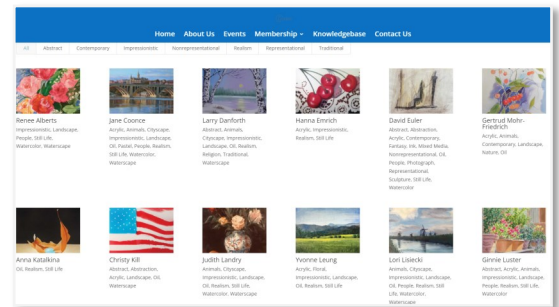 Home About Us Events Membership Knowledgebase Contact Us
All Abstract Contemporary Impressionistic Nonrepresentational Realism Representational Traditional
Renee Alberts
Impressionistic, Landscape,
People, Still Life,
Watercolor, Waterscape
Jane Coonce
Acrylic, Animals, Cityscape,
Impressionistic, Landscape,
Oil, Pastel, People, Realism,
Still Life, Watercolor,
Waterscape
Larry Danforth
Abstract, Animals,
Cityscape, Impressionistic,
Landscape, Oil, Realism,
Religion, Traditional,
Waterscape
Hanna Emrich
Acrylic, Impressionistic,
Realism, Still Life
David Euler
Abstract, Abstraction,
Acrylic, Contemporary,
Fantasy, Ink, Mixed Media,
Nonrepresentational, Oil,
People, Photograph,
Representational,
Sculpture, Still Life,
Watercolor
Gertrud Mohr-
Friedrich
Acrylic, Animals,
Contemporary, Landscape,
Nature, Oil
Anna Katalkina
Oil, Realism, Still Life
Christy Kill
Abstract, Abstraction,
Acrylic, Landscape, Oil,
Waterscape
Judith Landry
Animals, Cityscape,
Impressionistic, Landscape,
Oil, Realism, Still Life
Yvonne Leung
Acrylic, Floral,
Impressionistic, Landscape,
Oil, Realism, Still Life
Lori Lisiecki
Animals, Cityscape,
Impressionistic, Landscape,
Oil, People, Realism, Still
Life, Watercolor,
Waterscape
Ginnie Luster
Abstract, Acrylic, Animals,
Impressionistic, Landscape,
People, Realism, Still Life,
Watercolor